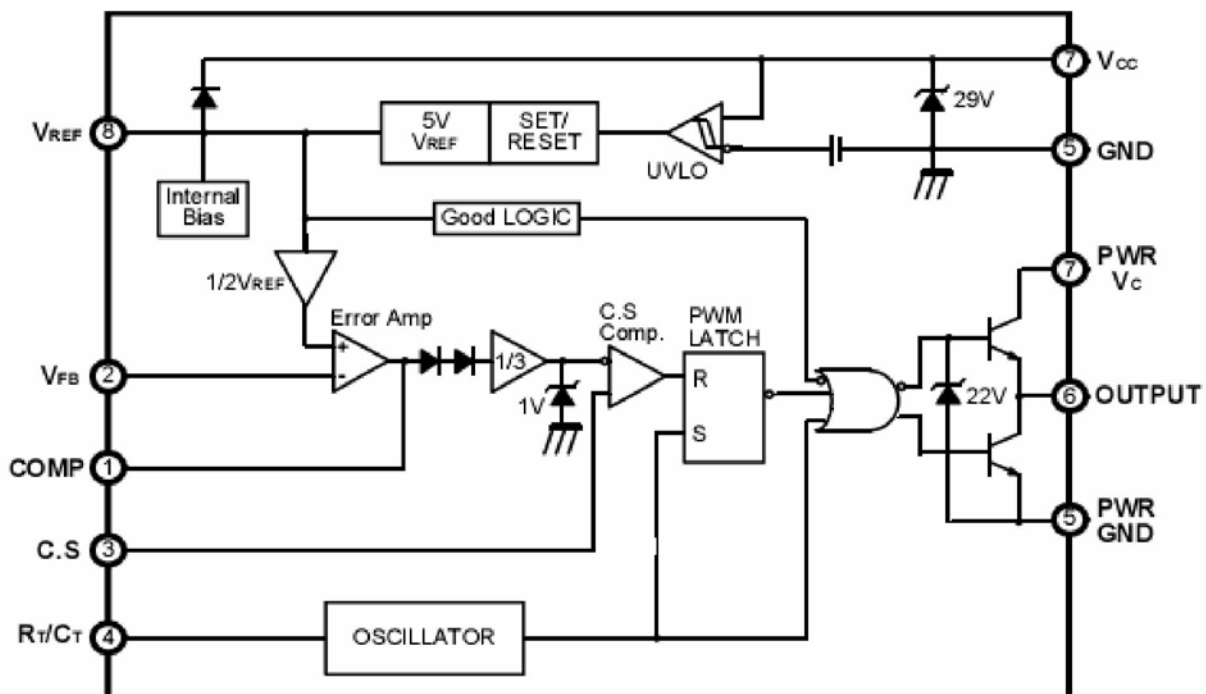 7 Vcc
29V
8 VREF
5V
VREF
SET/
RESET
UVLO
5 GND
Internal
Bias
Good LOGIC
1/2VREF
7 PWR
Vc
Error Amp
C.S
Comp.
PWM
LATCH
+
-
1/3
1V
R
S
VFB 2
22V
6 OUTPUT
COMP 1
5 PWR
GND
C.S 3
RT/CT 4
OSCILLATOR